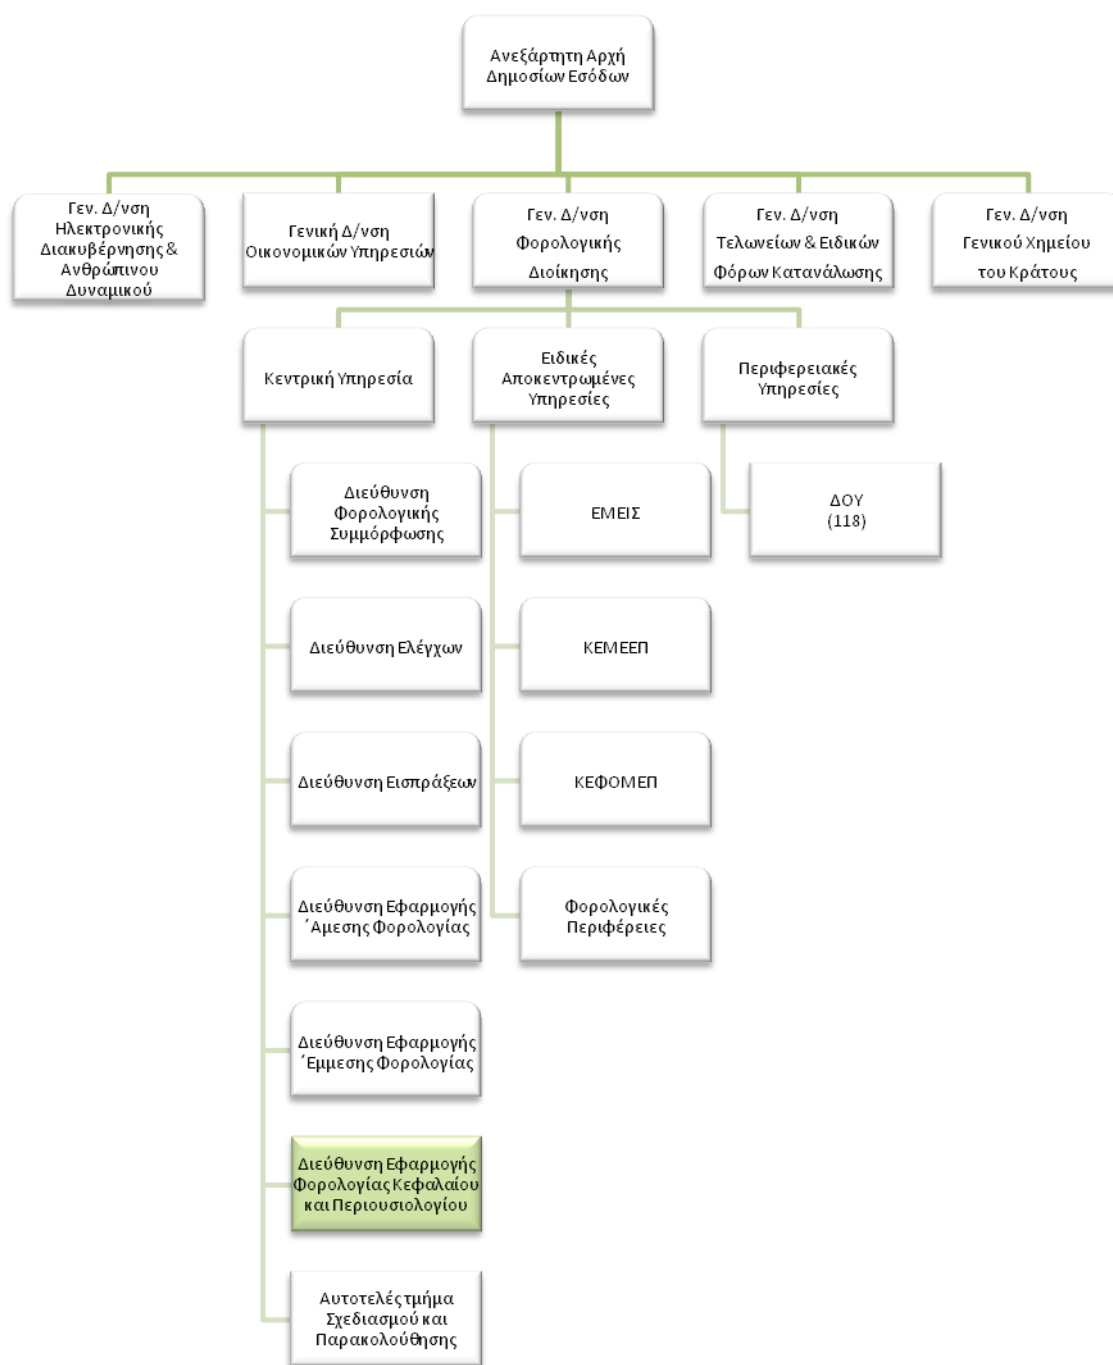 Ανεξάρτητη Αρχή
Δημοσίων Εσόδων
Γεν. Δ/νση
Ηλεκτρονικής
Διακυβέρνησης &
Ανθρώπινου
Δυναμικού
Γενική Δ/νση
Οικονομικών Υπηρεσιών
Γεν. Δ/νση
Φορολογικής
Διοίκησης
Γεν. Δ/νση
Τελωνείων & Ειδικών
Φόρων Κατανάλωσης
Γεν. Δ/νση
Γενικού Χημείου
του Κράτους
Κεντρική Υπηρεσία
Ειδικές
Αποκεντρωμένες
Υπηρεσίες
Περιφερειακές
Υπηρεσίες
Διεύθυνση
Φορολογικής
Συμμόρφωσης
ΕΜΕΙΣ
ΔΟΥ
(118)
Διεύθυνση Ελέγχων
ΚΕΜΕΕΠ
Διεύθυνση Εισπράξεων
ΚΕΦΟΜΕΠ
Διεύθυνση Εφαρμογής
΄Αμεσης Φορολογίας
Φορολογικές
Περιφέρειες
Διεύθυνση Εφαρμογής
΄Εμμεσης Φορολογίας
Διεύθυνση Εφαρμογής
Φορολογίας Κεφαλαίου
και Περιουσιολογίου
Αυτοτελές τμήμα
Σχεδιασμού και
Παρακολούθησης